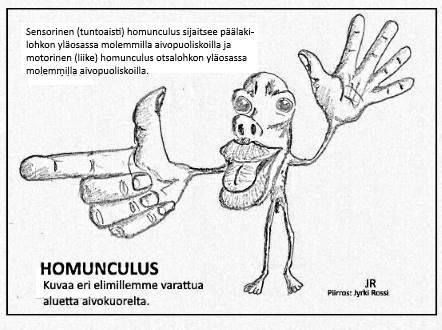 Sensorinen (tuntoaisti) homunculus sijaitsee päälaki-
lohkon yläosassa molemmilla aivopuoliskoilla ja
motorinen (liike) homunculus otsalohkon yläosassa
molemmilla aivopuoliskoilla.
HOMUNCULUS
Kuvaa eri elimillemme varattua
aluetta aivokuorelta.
JR
Piirros: Jyrki Rossi